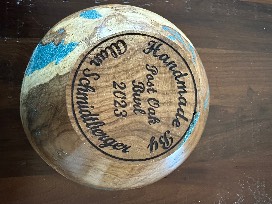 Handmade By
Post Oak
Bowl
2023
Alan Schmidtberger